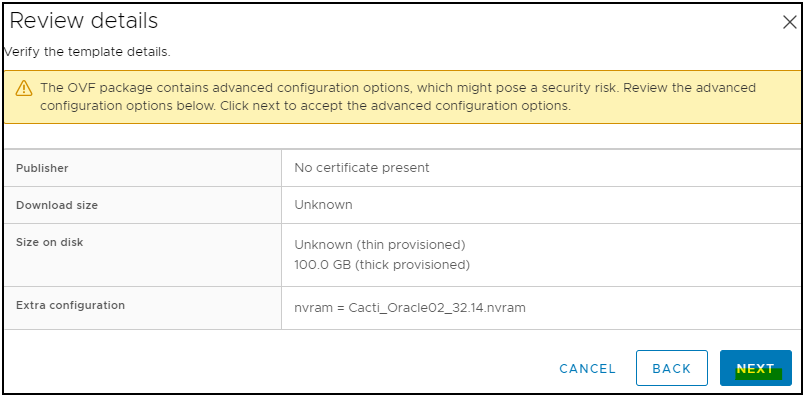 Review details
Verify the template details.
The OVF package contains advanced configuration options, which might pose a security risk. Review the advanced
configuration options below. Click next to accept the advanced configuration options.
Publisher
No certificate present
Download size
Unknown
Size on disk
Unknown (thin provisioned)
100.0 GB (thick provisioned)
Extra configuration
nvram = Cacti_Oracle02_32.14.nvram
CANCEL
BACK
NEXT